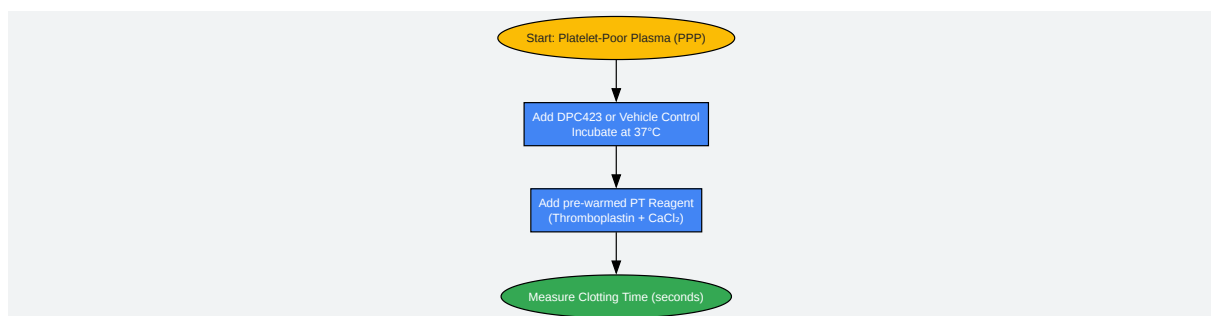 Start: Platelet-Poor Plasma (PPP)
Add DPC423 or Vehicle Control
Incubate at 37°C
Add pre-warmed PT Reagent
(Thromboplastin + CaCl₂)
Measure Clotting Time (seconds)